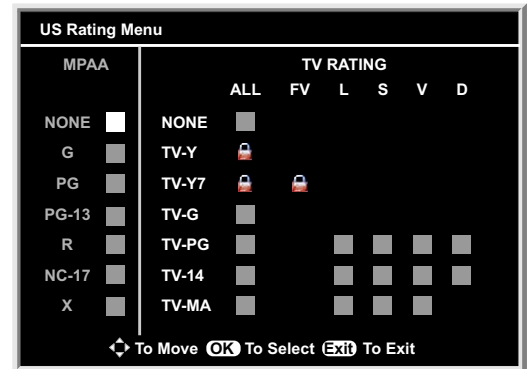 US Rating Menu
MPAA
TV RATING
ALL FV L S V D
NONE NONE
G TV-Y
PG TV-Y7
PG-13 TV-G
R TV-PG
NC-17 TV-14
X TV-MA
To Move OK To Select Exit To Exit